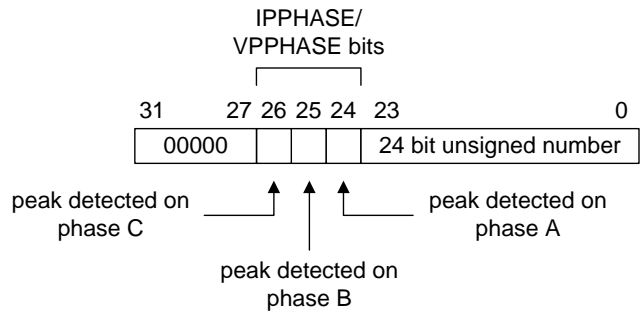 IPPHASE/
VPPHASE bits
31 27 26 25 24 23 0
00000 24 bit unsigned number
peak detected on
phase C
peak detected on
phase A
peak detected on
phase B